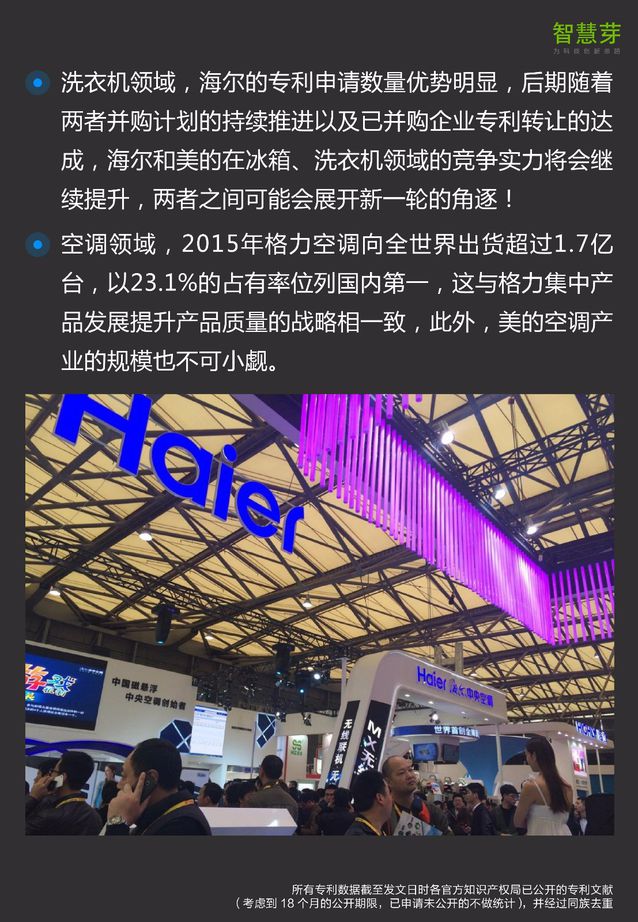 智慧芽
为科技创新赋能
洗衣机领域，海尔的专利申请数量优势明显，后期随着
两者并购计划的持续推进以及已并购企业专利转让的达
成，海尔和美的在冰箱、洗衣机领域的竞争实力将会继
续提升，两者之间可能会展开新一轮的角逐！
空调领域，2015年格力空调向全世界出货超过1.7亿
台，以23.1%的占有率位列国内第一，这与格力集中产
品发展提升产品质量的战略相一致，此外，美的空调产
业的规模也不可小觑。
Haier
中国磁悬浮
中央空调创始者
Haier 海尔中央空调
世界首创全
无线联机
MX无
所有专利数据截至发文日时各官方知识产权局已公开的专利文献
（考虑到 18 个月的公开期限，已申请未公开的不做统计），并经过同族去重